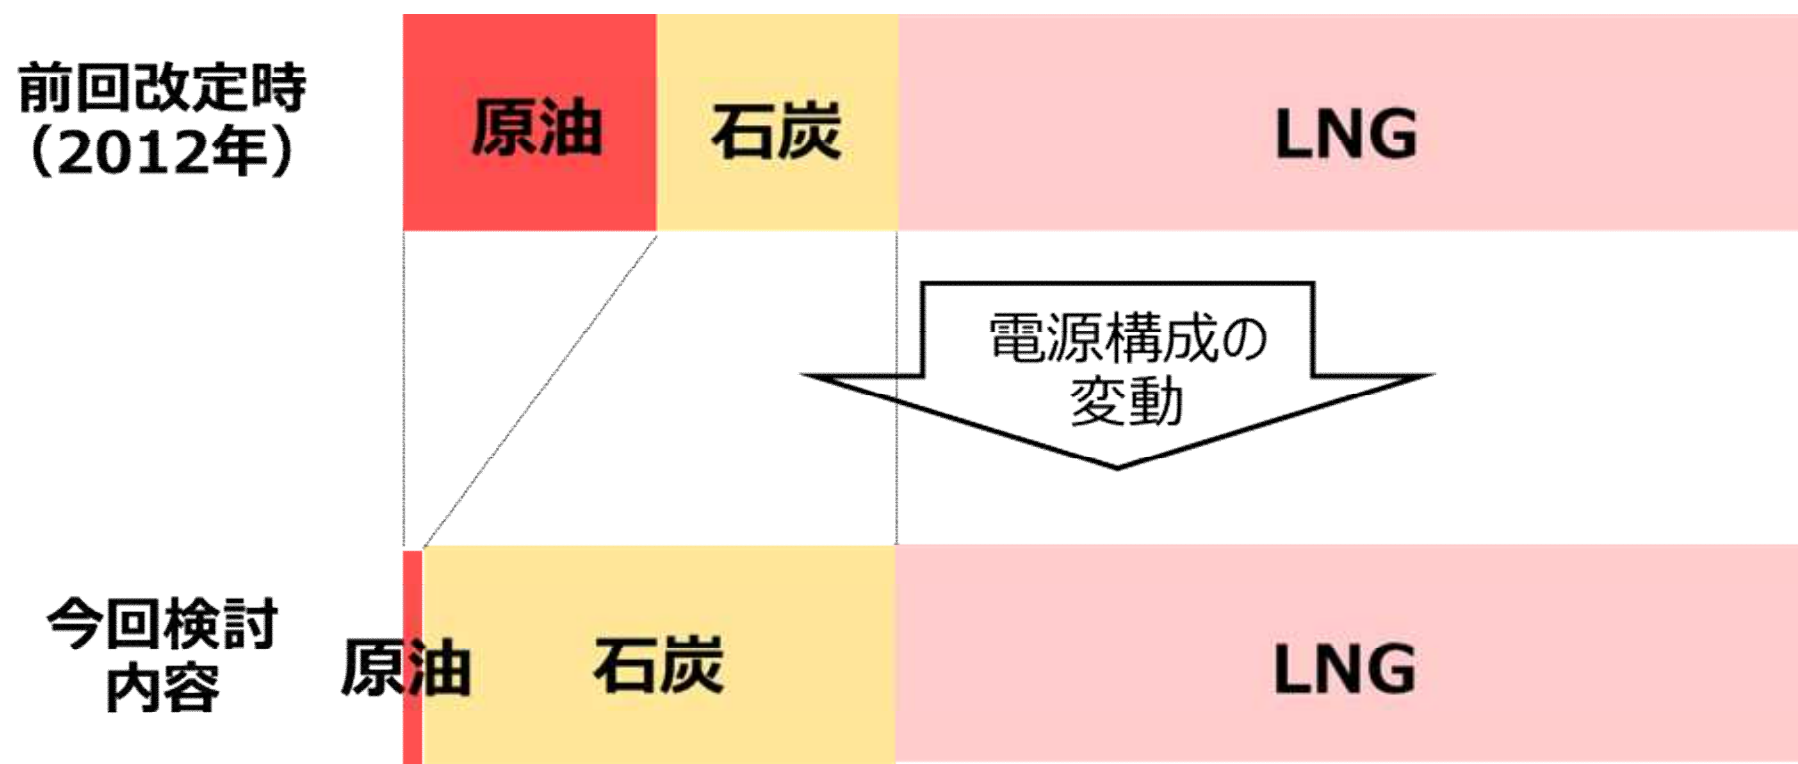 前回改定時
（2012年）
原油
石炭
LNG
電源構成の
変動
今回検討
内容
原油
石炭
LNG